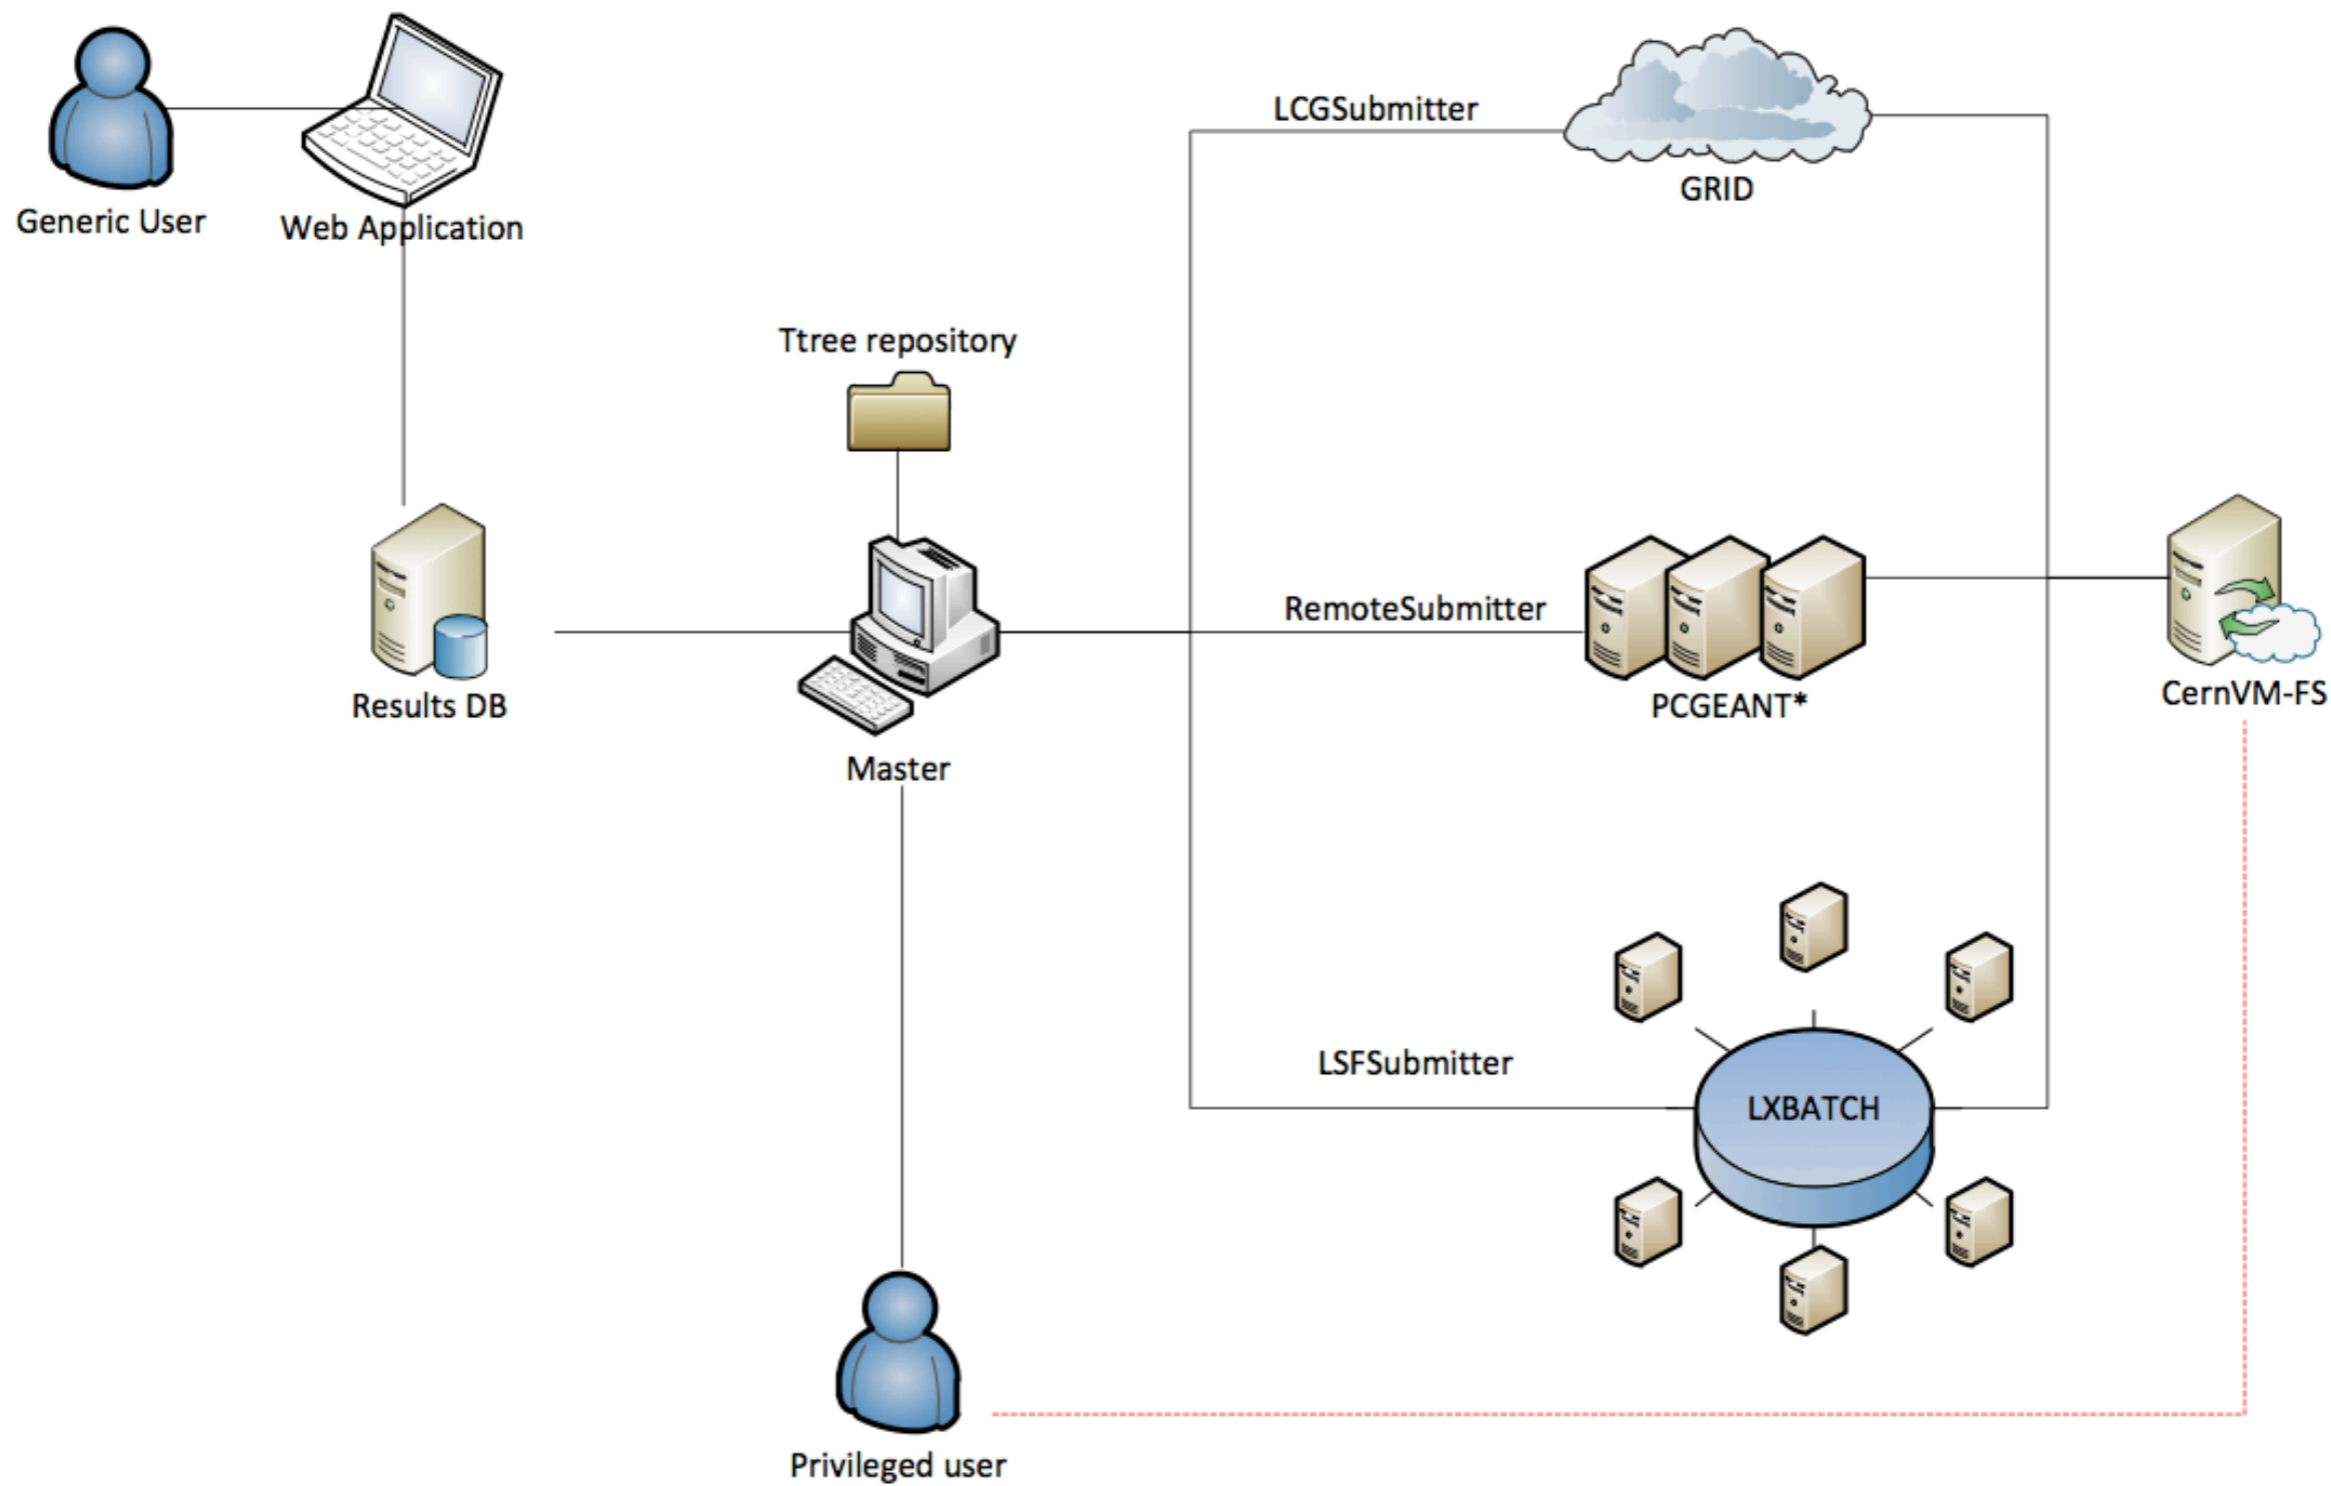 LCGSubmitter
GRID
Generic User
Web Application
Ttree repository
RemoteSubmitter
Results DB
PCGEANT*
CernVM-FS
Master
LSFSubmitter
LXBATCH
Privileged user